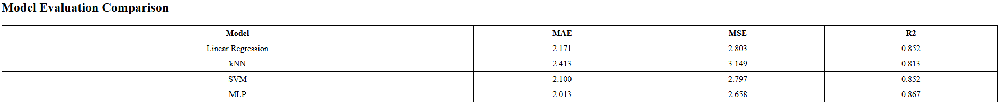 Model Evaluation Comparison
Model MAE MSE R2
Linear Regression 2.171 2.803 0.852
kNN 2.413 3.149 0.813
SVM 2.100 2.797 0.852
MLP 2.013 2.658 0.867